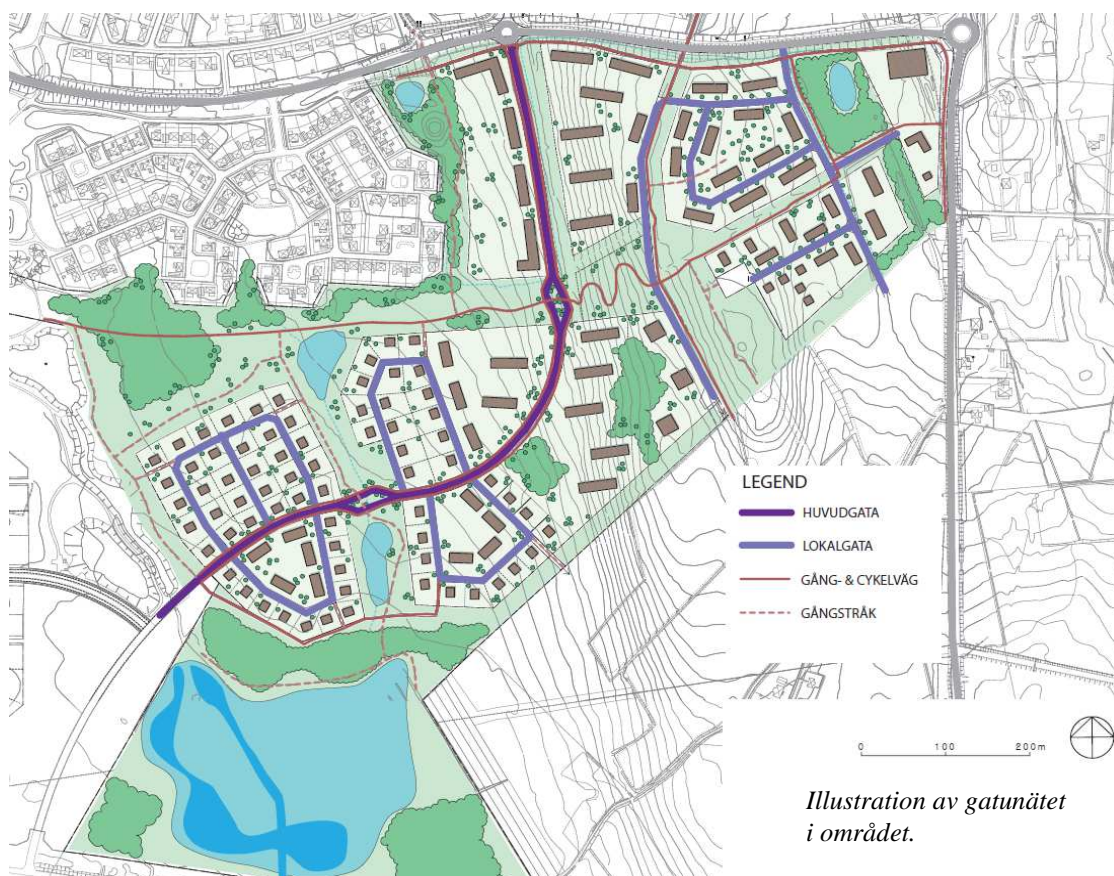 LEGEND
HUVUDGATA
LOKALGATA
GÅNG- & CYKELVÄG
GÅNGSTRÅK
0 100 200m
Illustration av gatunätet
i området.